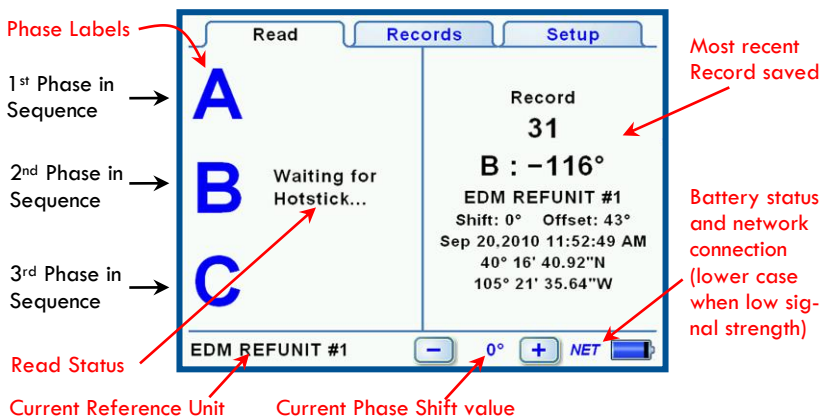 Phase Labels
1st Phase in
Sequence
2nd Phase in
Sequence
3rd Phase in
Sequence
Read Status
Current Reference Unit
Read
Records
Setup
A
B
C
Waiting for
Hotstick...
Record
31
B : −116°
EDM REFUNIT #1
Shift: 0° Offset: 43°
Sep 20,2010 11:52:49 AM
40° 16' 40.92"N
105° 21' 35.64"W
EDM REFUNIT #1
− 0° + NET
Current Phase Shift value
Most recent
Record saved
Battery status
and network
connection
(lower case
when low sig-
nal strength)